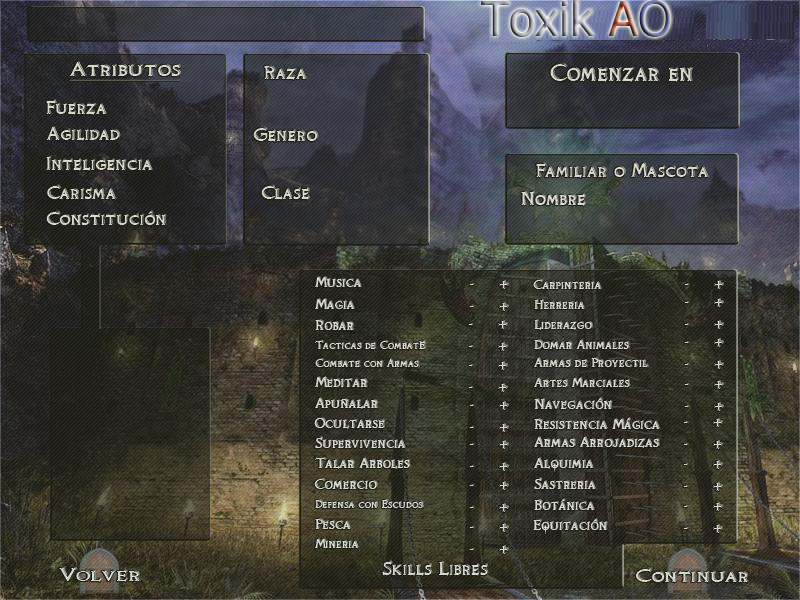 Toxik AO
ATRIBUTOS
FUERZA
AGILIDAD
INTELIGENCIA
CARISMA
CONSTITUCIÓN
RAZA
GENERO
CLASE
COMENZAR EN
FAMILIAR O MASCOTA
NOMBRE
MUSICA - +
MAGIA - +
ROBAR - +
TACTICAS DE COMBATE - +
COMBATE CON ARMAS - +
MEDITAR - +
APUÑALAR - +
OCULTARSE - +
SUPERVIVENCIA - +
TALAR ARBOLES - +
COMERCIO - +
DEFENSA CON ESCUDOS - +
PESCA - +
MINERIA - +
CARPINTERIA - +
HERRERIA - +
LIDERAZGO - +
DOMAR ANIMALES - +
ARMAS DE PROYECTIL - +
ARTES MARCIALES - +
NAVEGACIÓN - +
RESISTENCIA MÁGICA - +
ARMAS ARROJADIZAS - +
ALQUIMIA - +
SASTRERIA - +
BOTÁNICA - +
EQUITACIÓN - +
SKILLS LIBRES
VOLVER
CONTINUAR